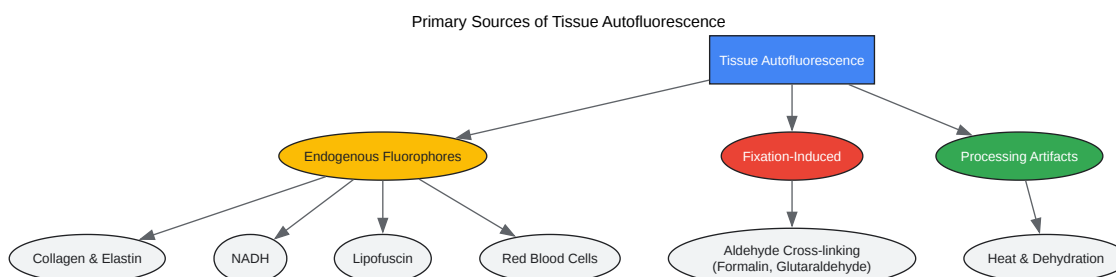 Primary Sources of Tissue Autofluorescence
Tissue Autofluorescence
Endogenous Fluorophores
Fixation-Induced
Processing Artifacts
Collagen & Elastin
NADH
Lipofuscin
Red Blood Cells
Aldehyde Cross-linking
(Formalin, Glutaraldehyde)
Heat & Dehydration